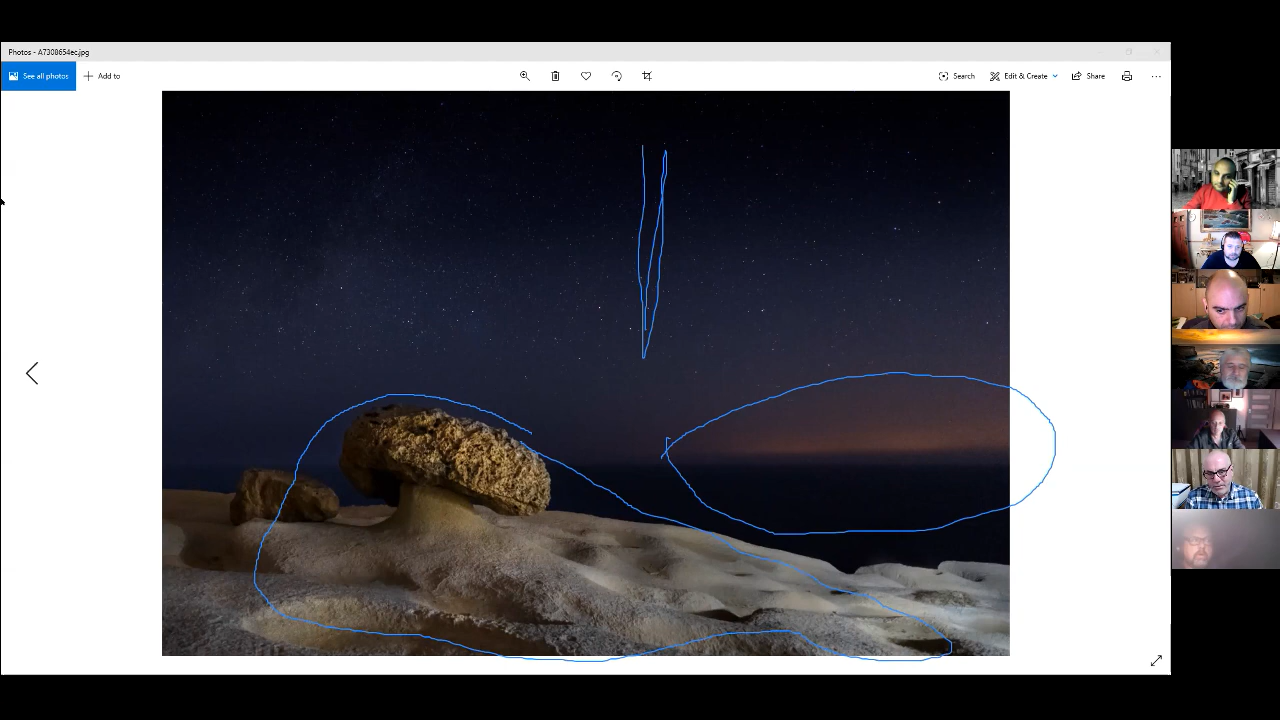 Photos - A7308654ec.jpg
See all photos
Add to
Search
Edit & Create
Share